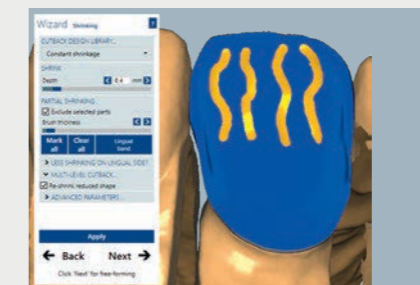 Wizard Shrinking
CUTBACK DESIGN LIBRARY...
Constant shrinkage
SHRINK
Depth 0,4 mm
PARTIAL SHRINKING...
Exclude selected parts
Brush thickness
Mark all
Clear all
Lingual band
LESS SHRINKING ON LINGUAL SIDE?
MULTI-LEVEL CUTBACK...
Re-shrink reduced shape
ADVANCED PARAMETERS...
Apply
Back Next
Click 'Next' for free-forming